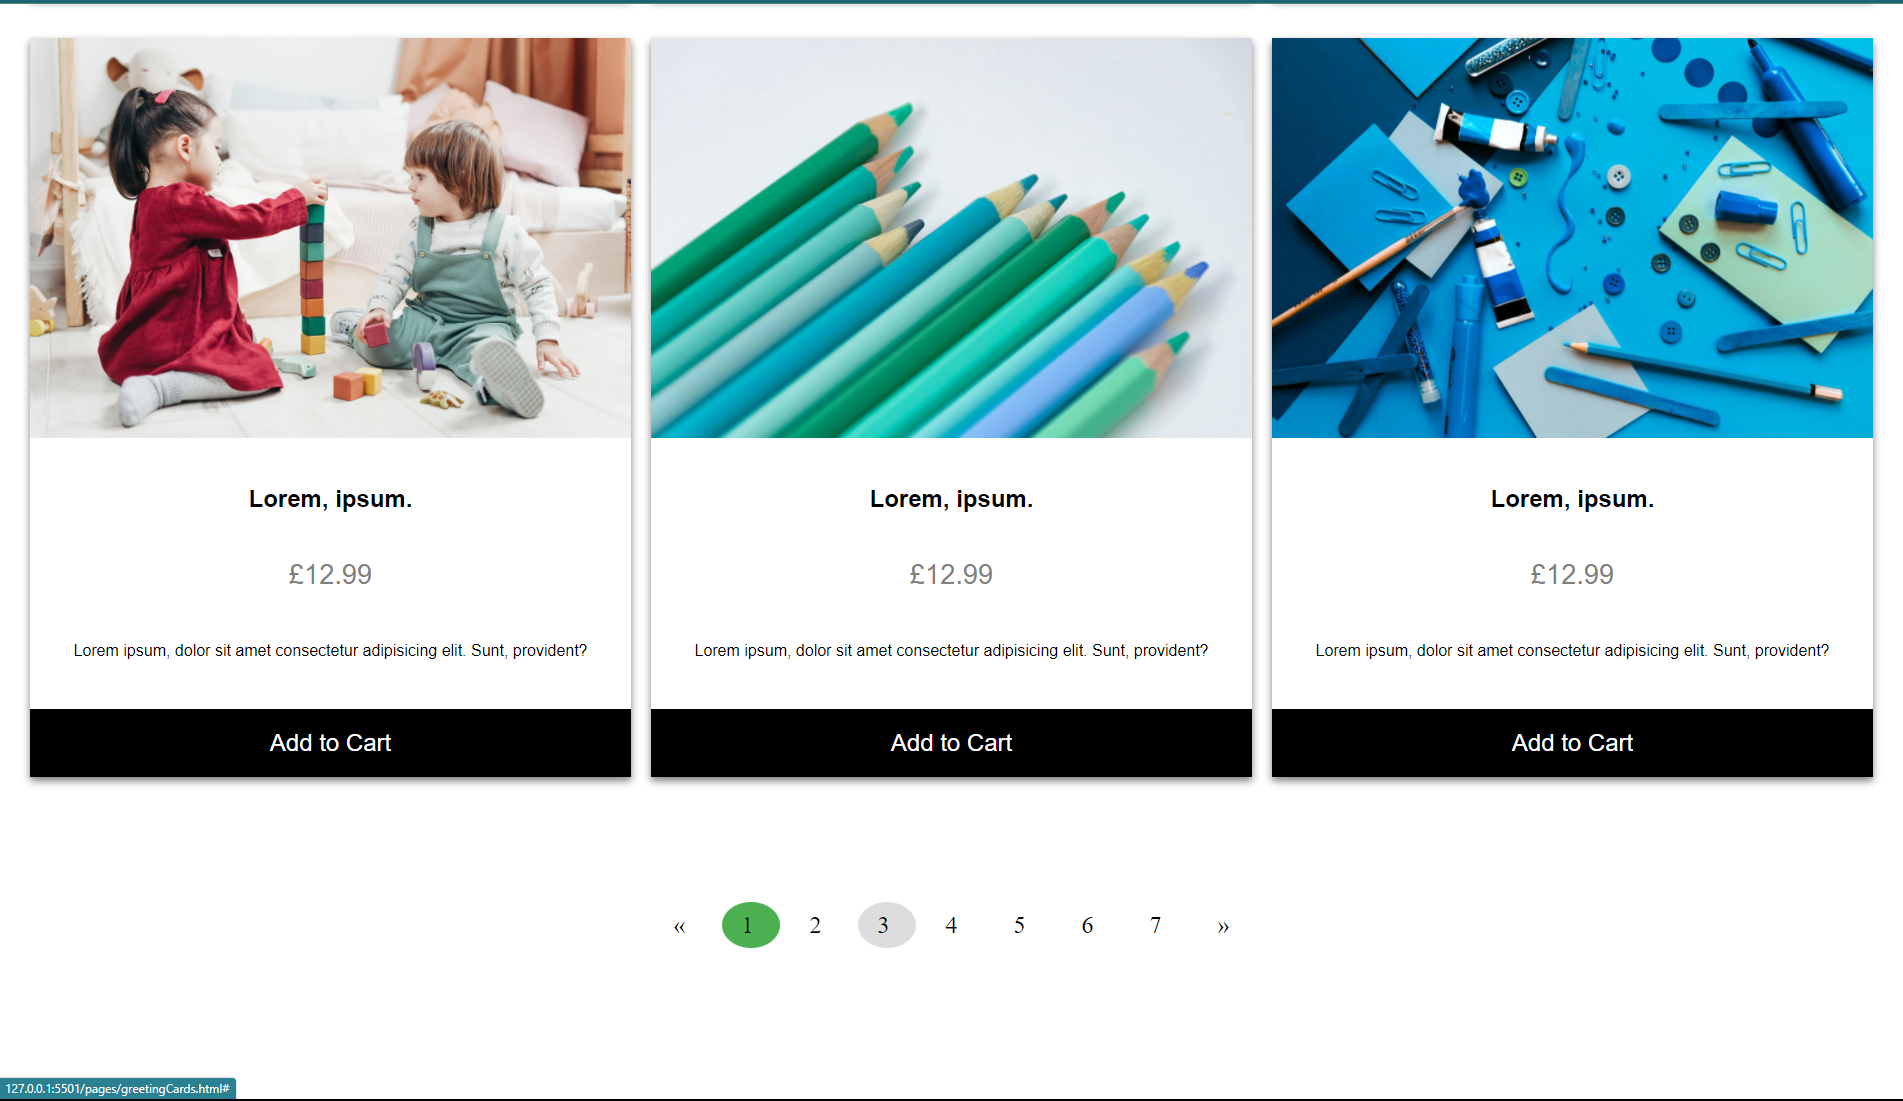 Lorem, ipsum.
£12.99
Lorem ipsum, dolor sit amet consectetur adipisicing elit. Sunt, provident?
Add to Cart
Lorem, ipsum.
£12.99
Lorem ipsum, dolor sit amet consectetur adipisicing elit. Sunt, provident?
Add to Cart
Lorem, ipsum.
£12.99
Lorem ipsum, dolor sit amet consectetur adipisicing elit. Sunt, provident?
Add to Cart
« 1 2 3 4 5 6 7 »
127.0.0.1:5501/pages/greetingCards.html#